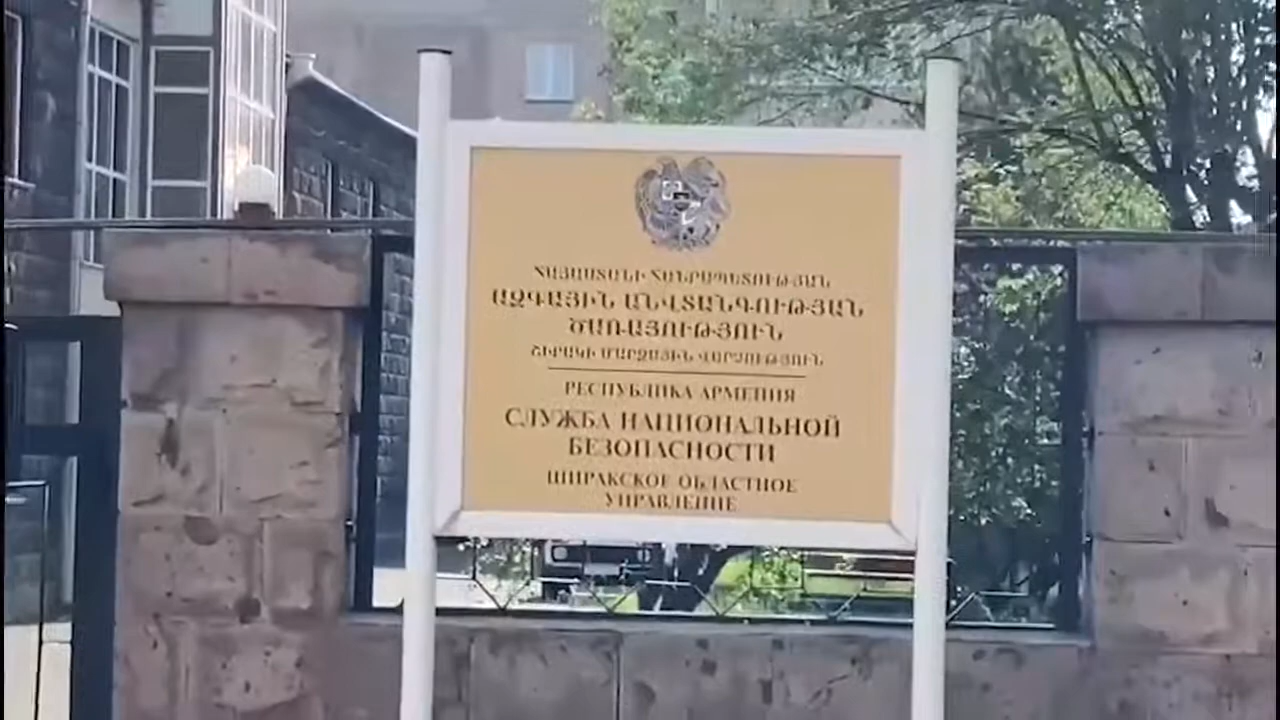 ՀԱՅԱՍՏԱՆԻ ՀԱՆՐԱՊԵՏՈՒԹՅԱՆ
ԱԶԳԱՅԻՆ ԱՆՎՏԱՆԳՈՒԹՅԱՆ
ԾԱՌԱՅՈՒԹՅՈՒՆ
ՇԻՐԱԿԻ ՄԱՐԶԱՅԻՆ ՎԱՐՉՈՒԹՅՈՒՆ
РЕСПУБЛИКА АРМЕНИЯ
СЛУЖБА НАЦИОНАЛЬНОЙ
БЕЗОПАСНОСТИ
ШИРАКСКОЕ ОБЛАСТНОЕ
УПРАВЛЕНИЕ